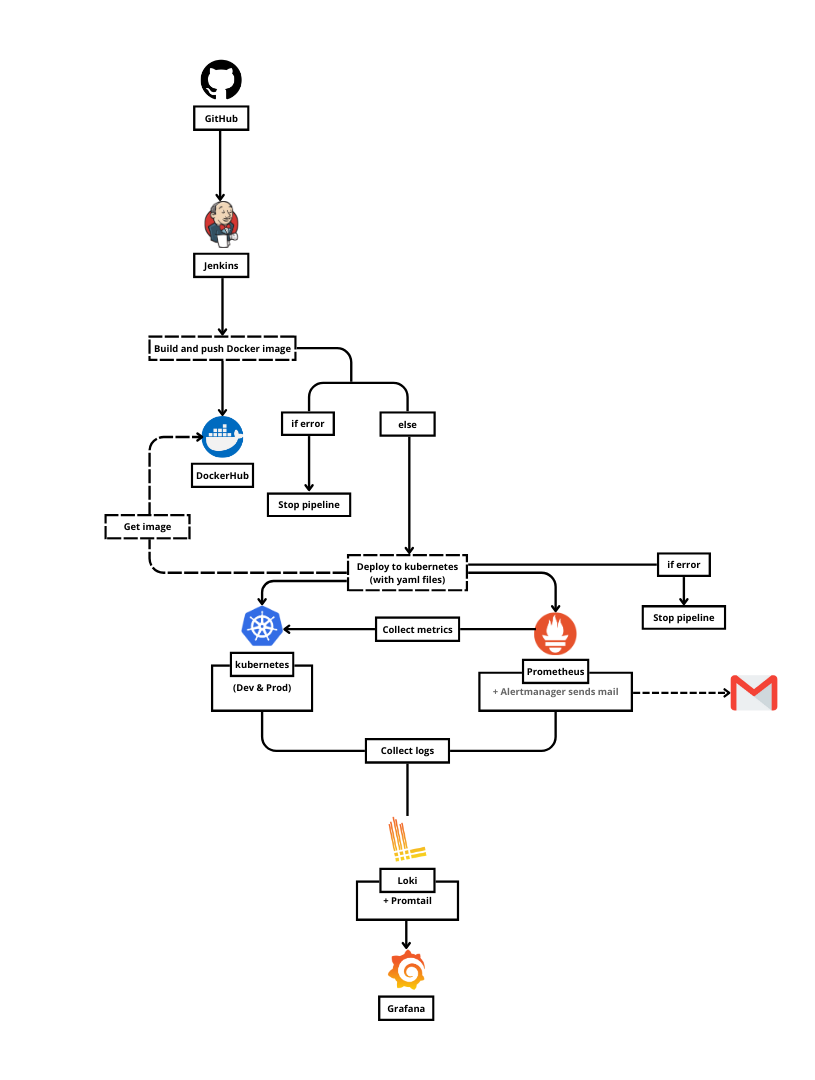 GitHub
Jenkins
Build and push Docker image
if error
else
DockerHub
Stop pipeline
Get image
Deploy to kubernetes
(with yaml files)
if error
Stop pipeline
Collect metrics
kubernetes
(Dev & Prod)
Prometheus
+ Alertmanager sends mail
Collect logs
Loki
+ Promtail
Grafana